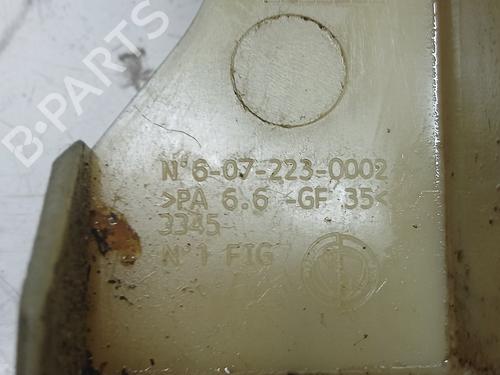 B-PARTS
N°6-07-223-0002
>PA 6.6 -GF 35<
3345
N°1 FIG